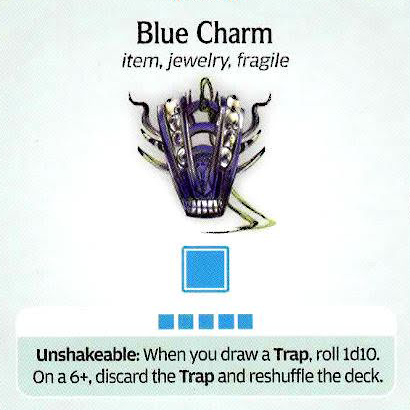 Blue Charm
item, jewelry, fragile
Unshakeable: When you draw a Trap, roll 1d10.
On a 6+, discard the Trap and reshuffle the deck.